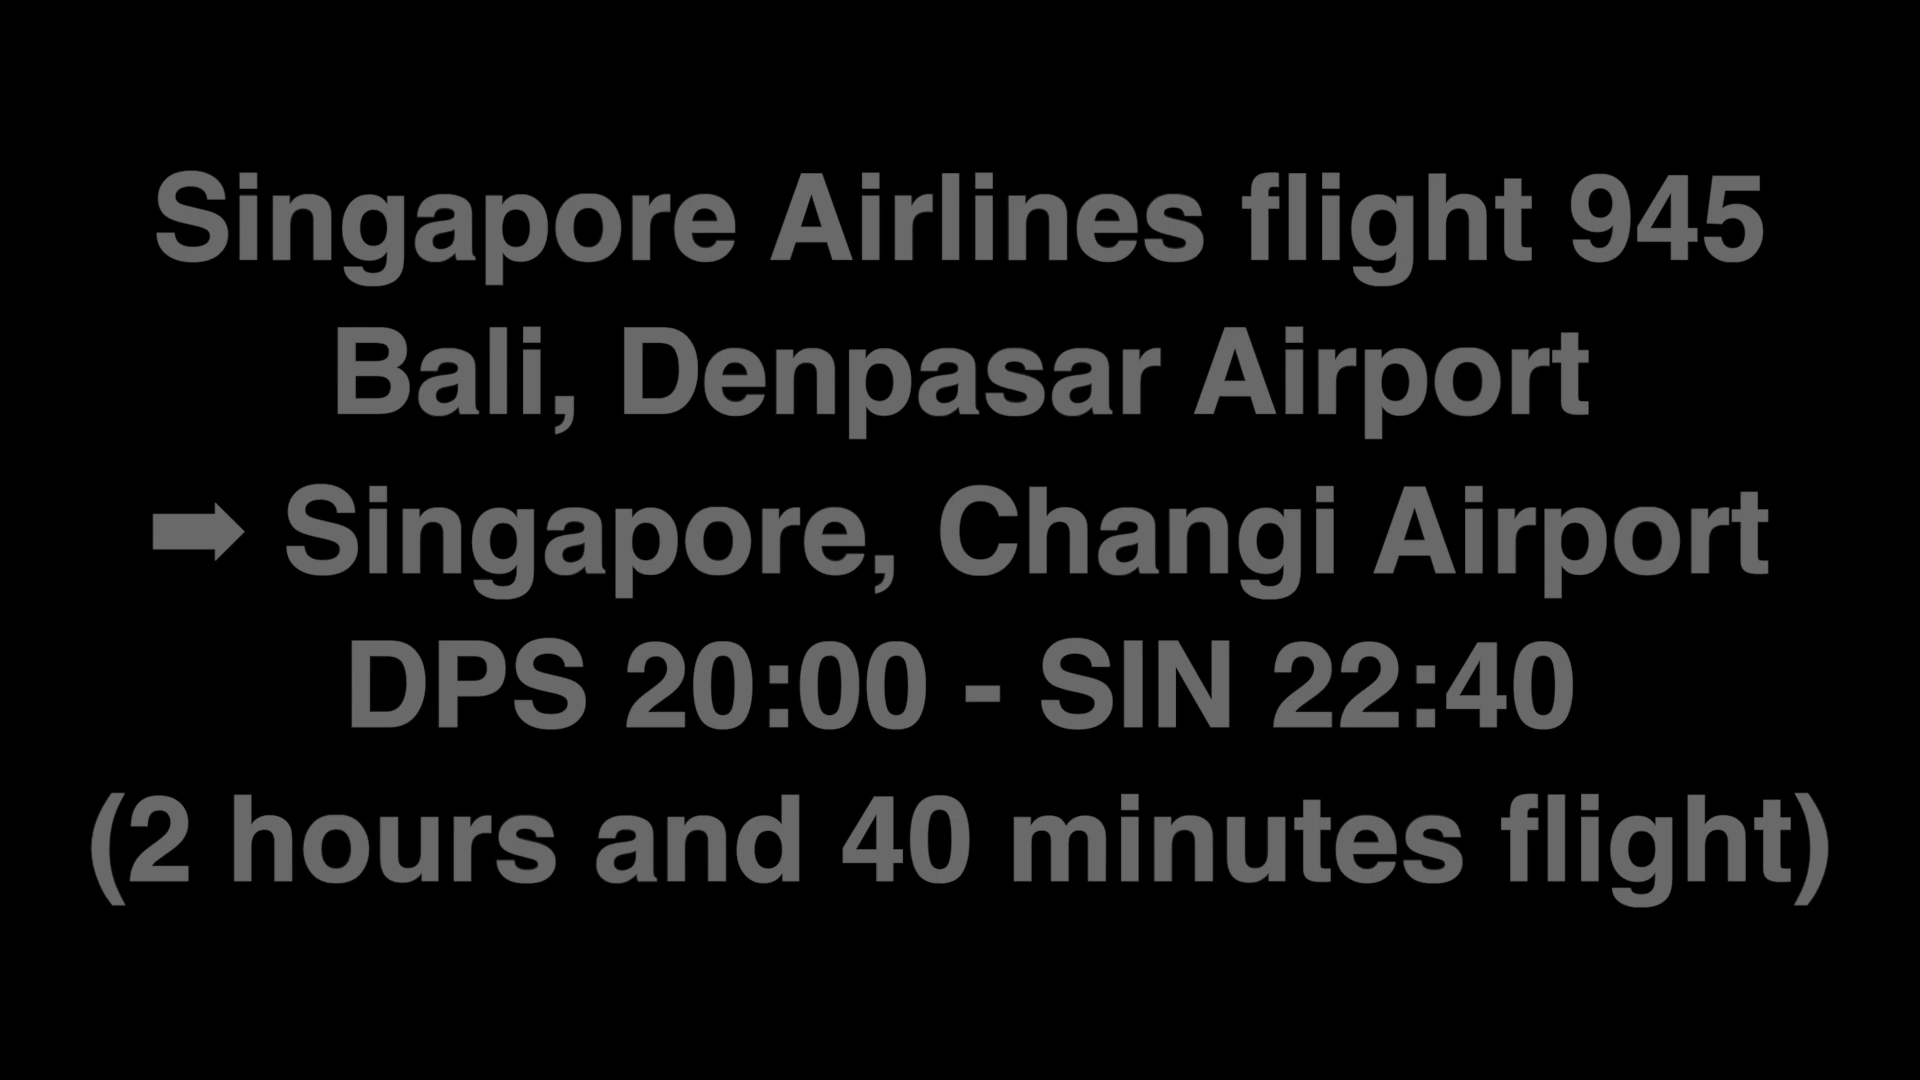 Singapore Airlines flight 945
Bali, Denpasar Airport
➡ Singapore, Changi Airport
DPS 20:00 - SIN 22:40
(2 hours and 40 minutes flight)